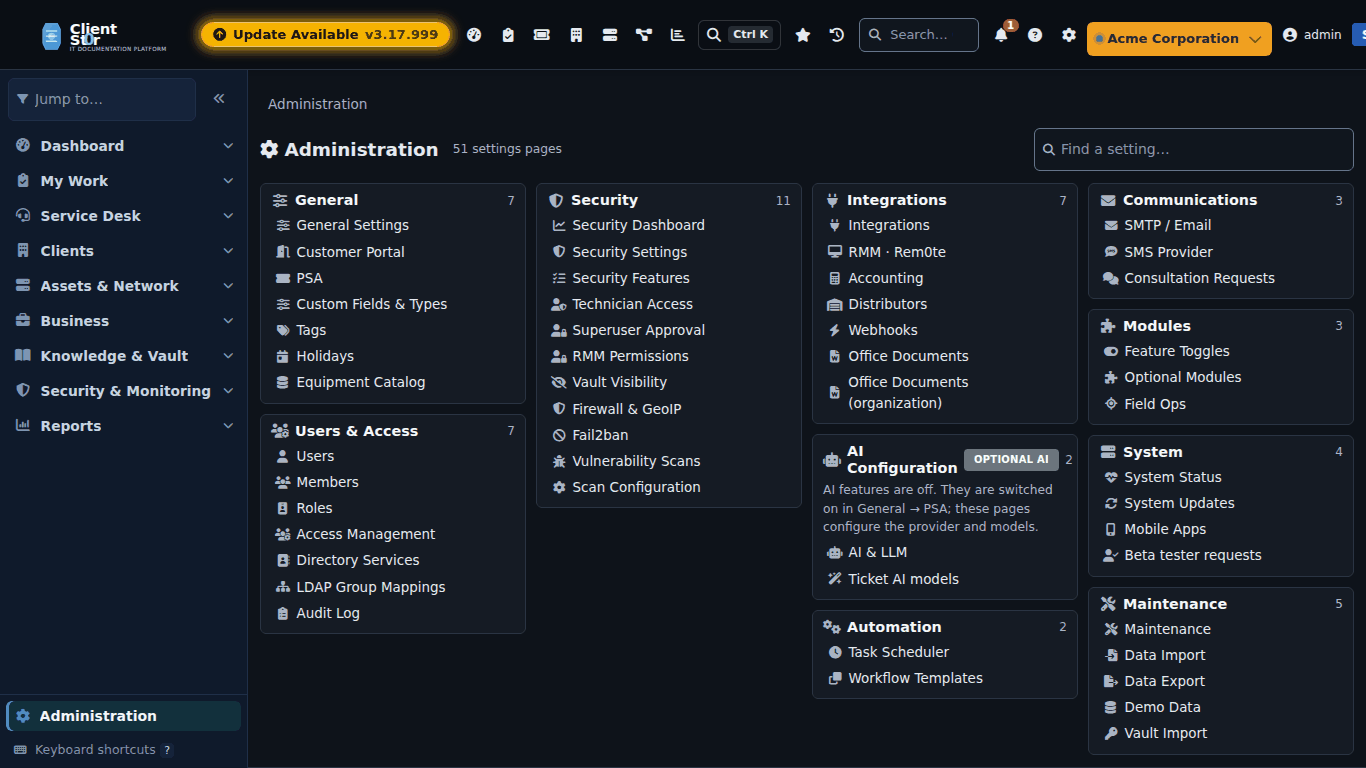 Client
St0r
IT DOCUMENTATION PLATFORM
Update Available v3.17.999
Ctrl K
Search…
1
Acme Corporation
admin
Jump to…
Dashboard
My Work
Service Desk
Clients
Assets & Network
Business
Knowledge & Vault
Security & Monitoring
Reports
Administration
Keyboard shortcuts ?
Administration
Administration 51 settings pages
Find a setting…
General 7
General Settings
Customer Portal
PSA
Custom Fields & Types
Tags
Holidays
Equipment Catalog
Users & Access 7
Users
Members
Roles
Access Management
Directory Services
LDAP Group Mappings
Audit Log
Security 11
Security Dashboard
Security Settings
Security Features
Technician Access
Superuser Approval
RMM Permissions
Vault Visibility
Firewall & GeoIP
Fail2ban
Vulnerability Scans
Scan Configuration
Integrations 7
Integrations
RMM · Rem0te
Accounting
Distributors
Webhooks
Office Documents
Office Documents
(organization)
AI
Configuration OPTIONAL AI 2
AI features are off. They are switched
on in General → PSA; these pages
configure the provider and models.
AI & LLM
Ticket AI models
Automation 2
Task Scheduler
Workflow Templates
Communications 3
SMTP / Email
SMS Provider
Consultation Requests
Modules 3
Feature Toggles
Optional Modules
Field Ops
System 4
System Status
System Updates
Mobile Apps
Beta tester requests
Maintenance 5
Maintenance
Data Import
Data Export
Demo Data
Vault Import